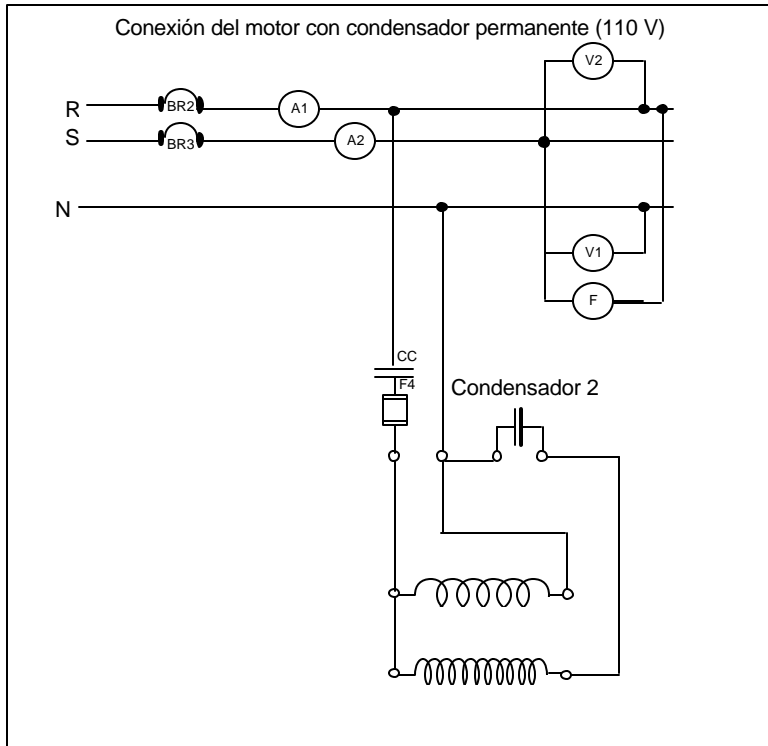 Conexión del motor con condensador permanente (110 V)
V2
R
BR2
A1
S
BR3
A2
N
V1
F
CC
F4
Condensador 2